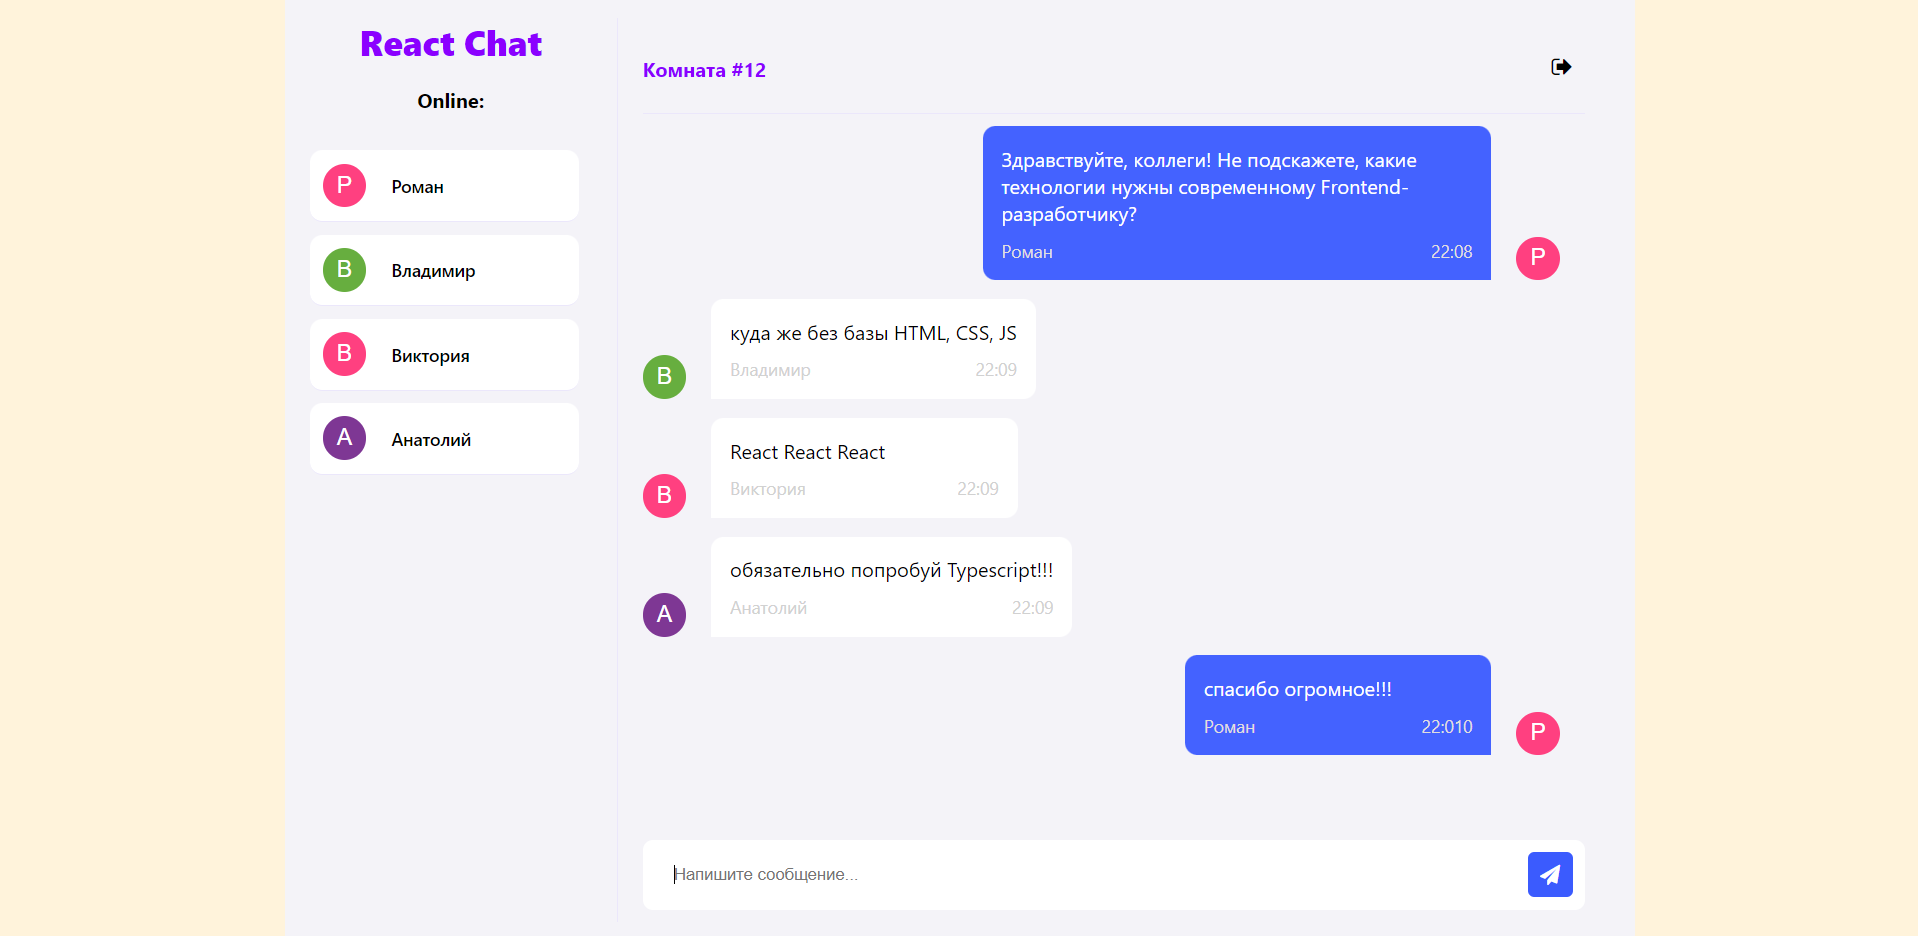 React Chat
Online:
Р Роман
В Владимир
В Виктория
А Анатолий
Комната #12
Здравствуйте, коллеги! Не подскажете, какие
технологии нужны современному Frontend-
разработчику?
Роман 22:08
Р
куда же без базы HTML, CSS, JS
Владимир 22:09
В
React React React
Виктория 22:09
В
обязательно попробуй Typescript!!!
Анатолий 22:09
А
спасибо огромное!!!
Роман 22:010
Р
Напишите сообщение...